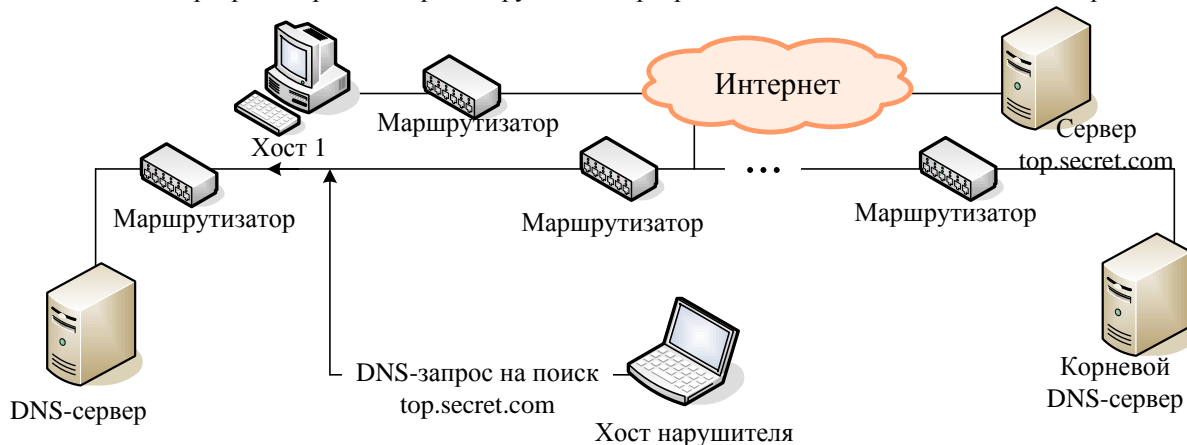 Интернет
Маршрутизатор
Хост 1
Сервер
top.secret.com
Маршрутизатор
Маршрутизатор
...
Маршрутизатор
DNS-запрос на поиск
top.secret.com
DNS-сервер
Хост нарушителя
Корневой
DNS-сервер